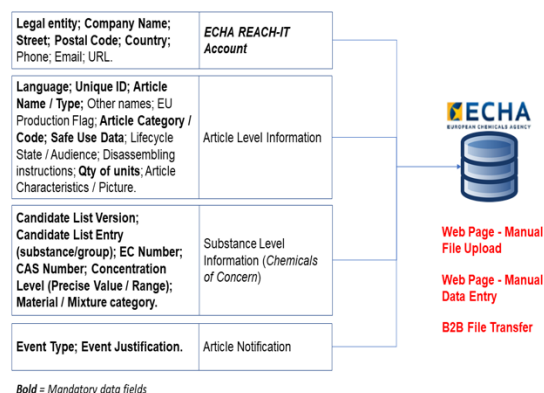 Legal entity; Company Name;
Street; Postal Code; Country;
Phone; Email; URL.
ECHA REACH-IT
Account
Language; Unique ID; Article
Name / Type; Other names; EU
Production Flag; Article Category /
Code; Safe Use Data; Lifecycle
State / Audience; Disassembling
instructions; Qty of units; Article
Characteristics / Picture.
Article Level Information
Candidate List Version;
Candidate List Entry
(substance/group); EC Number;
CAS Number; Concentration
Level (Precise Value / Range);
Material / Mixture category.
Substance Level
Information (Chemicals
of Concern)
Event Type; Event Justification.
Article Notification
Bold = Mandatory data fields
ECHA
EUROPEAN CHEMICALS AGENCY
Web Page - Manual
File Upload
Web Page - Manual
Data Entry
B2B File Transfer